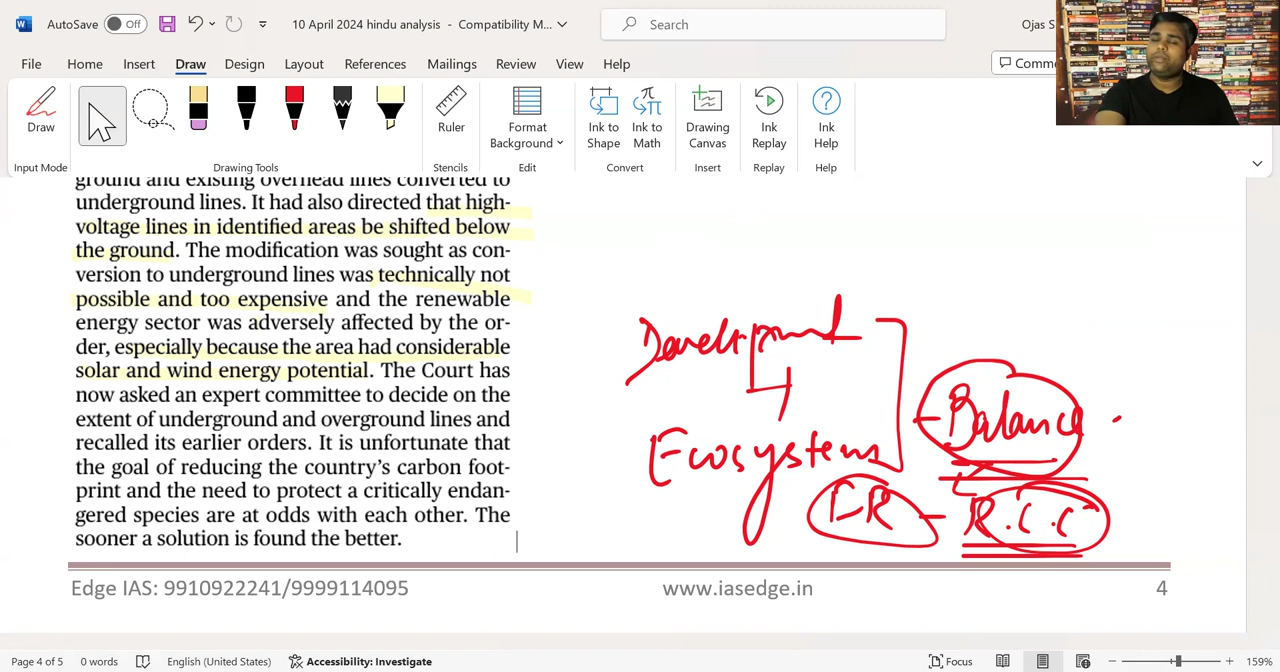 AutoSave Off 10 April 2024 hindu analysis - Compatibility M... Search Ojas S
File Home Insert Draw Design Layout References Mailings Review View Help Comme
Draw Ruler Format Background Ink to Shape Ink to Math Drawing Canvas Ink Replay Ink Help
Input Mode Drawing Tools Stencils Edit Convert Insert Replay Help
ground and existing overhead lines converted to
underground lines. It had also directed that high-
voltage lines in identified areas be shifted below
the ground. The modification was sought as con-
version to underground lines was technically not
possible and too expensive and the renewable
energy sector was adversely affected by the or-
der, especially because the area had considerable
solar and wind energy potential. The Court has
now asked an expert committee to decide on the
extent of underground and overground lines and
recalled its earlier orders. It is unfortunate that
the goal of reducing the country's carbon foot-
print and the need to protect a critically endan-
gered species are at odds with each other. The
sooner a solution is found the better.
Development
Ecosystem
Balance
R.C.C
Edge IAS: 9910922241/9999114095 www.iasedge.in 4
Page 4 of 5 0 words English (United States) Accessibility: Investigate Focus 159%